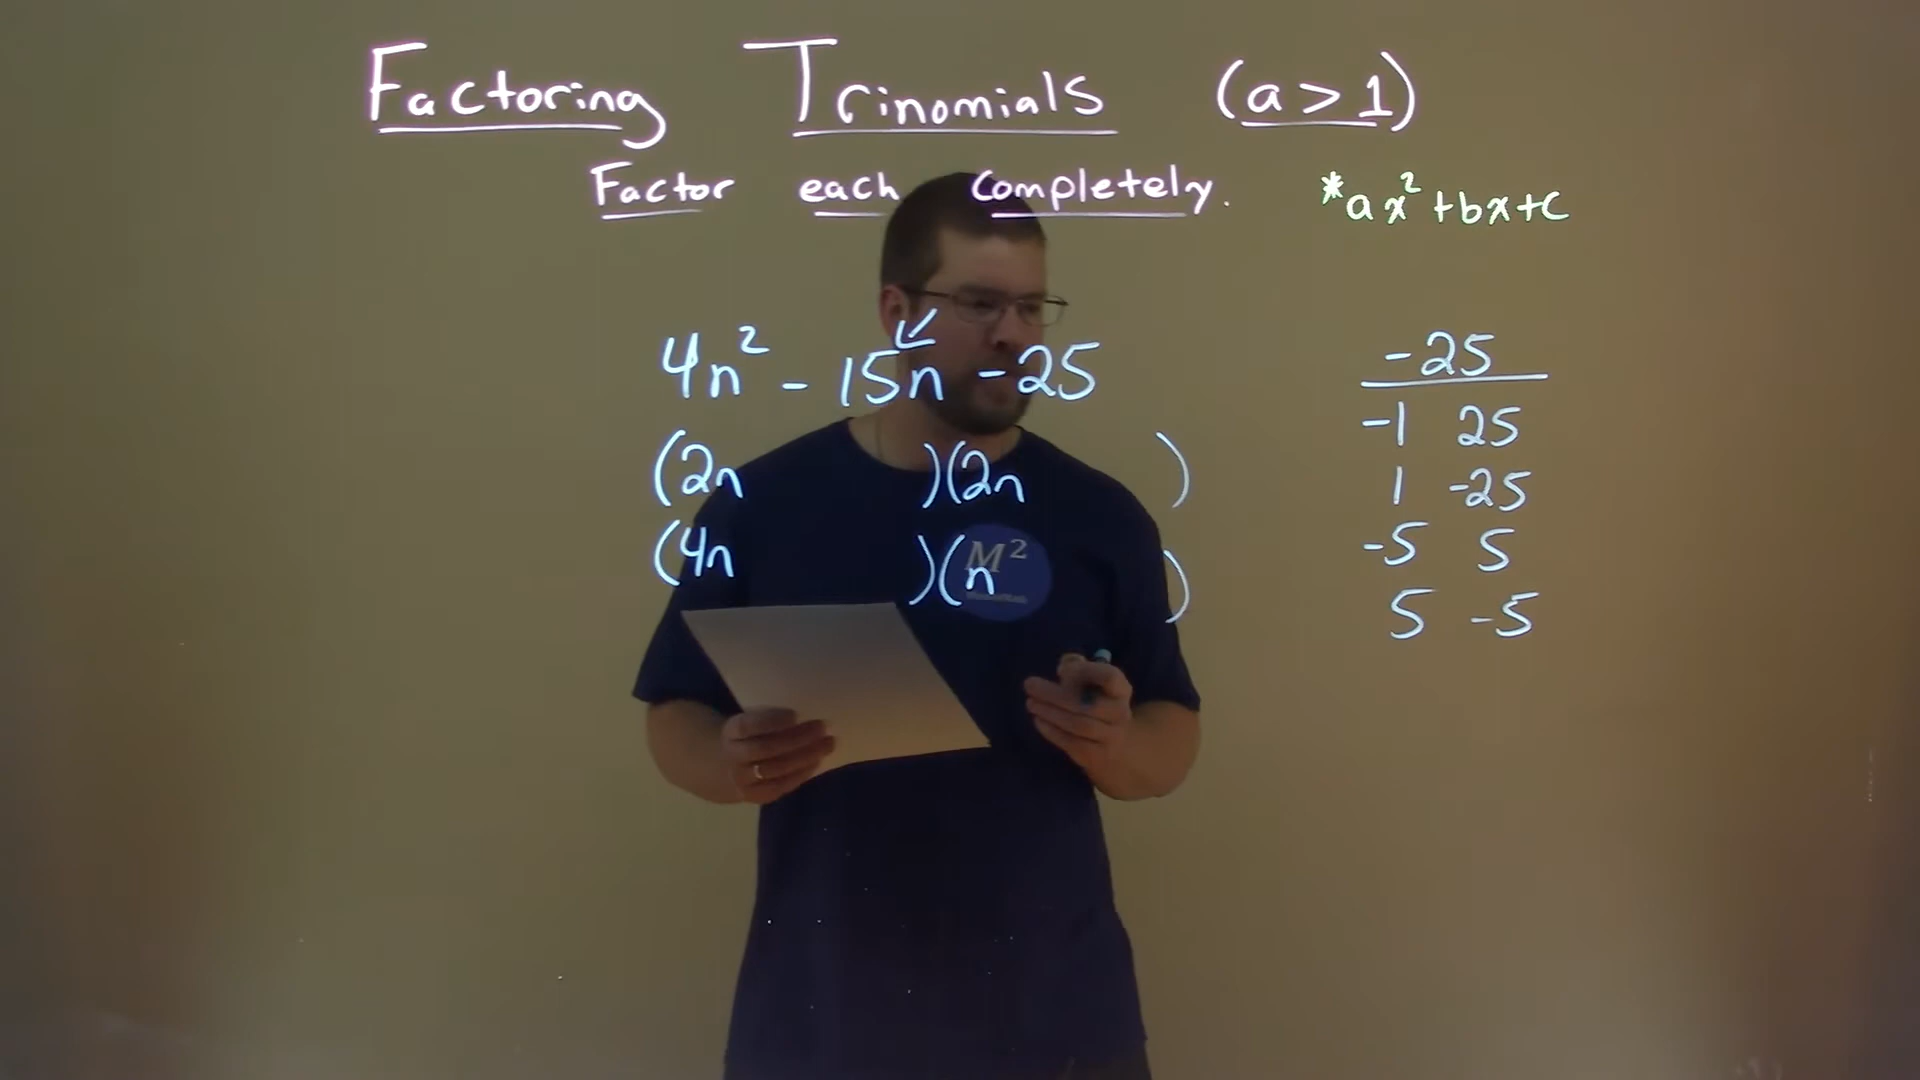 Factoring Trinomials (a > 1)
Factor each completely. *ax²+bx+c
4n² - 15n - 25
(2n )(2n )
(4n )(n )
M²
-25
-1 25
1 -25
-5 5
5 -5